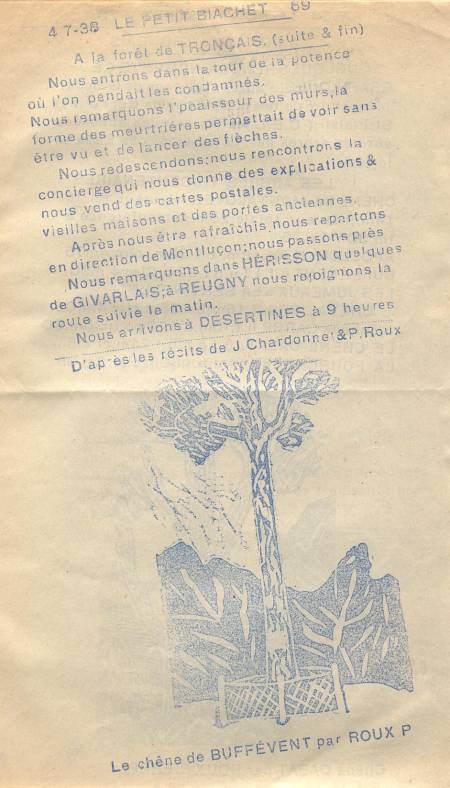 4 7-38 LE PETIT BIACHET 69
A la forêt de TRONÇAIS. (suite & fin)
Nous entrons dans la tour de la potence
où l'on pendait les condamnés.
Nous remarquons l'épaisseur des murs,la
forme des meurtriéres permettait de voir sans
être vu et de lancer des flèches.
Nous redescendons;nous rencontrons la
concierge qui nous donne des explications &
nous vend des cartes postales.
vieilles maisons et des portes anciennes.
Après nous être rafraîchis,nous repartons
en direction de Montluçon;nous passons près
Nous remarquons dans HÉRISSON quelques
de GIVARLAIS;à REUGNY nous rejoignons la
route suivie le matin.
Nous arrivons à DÉSERTINES à 9 heures
D'après les récits de J Chardonnet&P.Roux
Le chêne de BUFFÉVENT par ROUX P